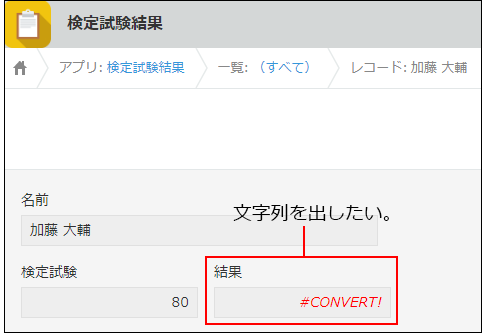 検定試験結果
アプリ: 検定試験結果 一覧: （すべて） レコード: 加藤 大輔
名前
文字列を出したい。
加藤 大輔
検定試験 結果
80 #CONVERT!